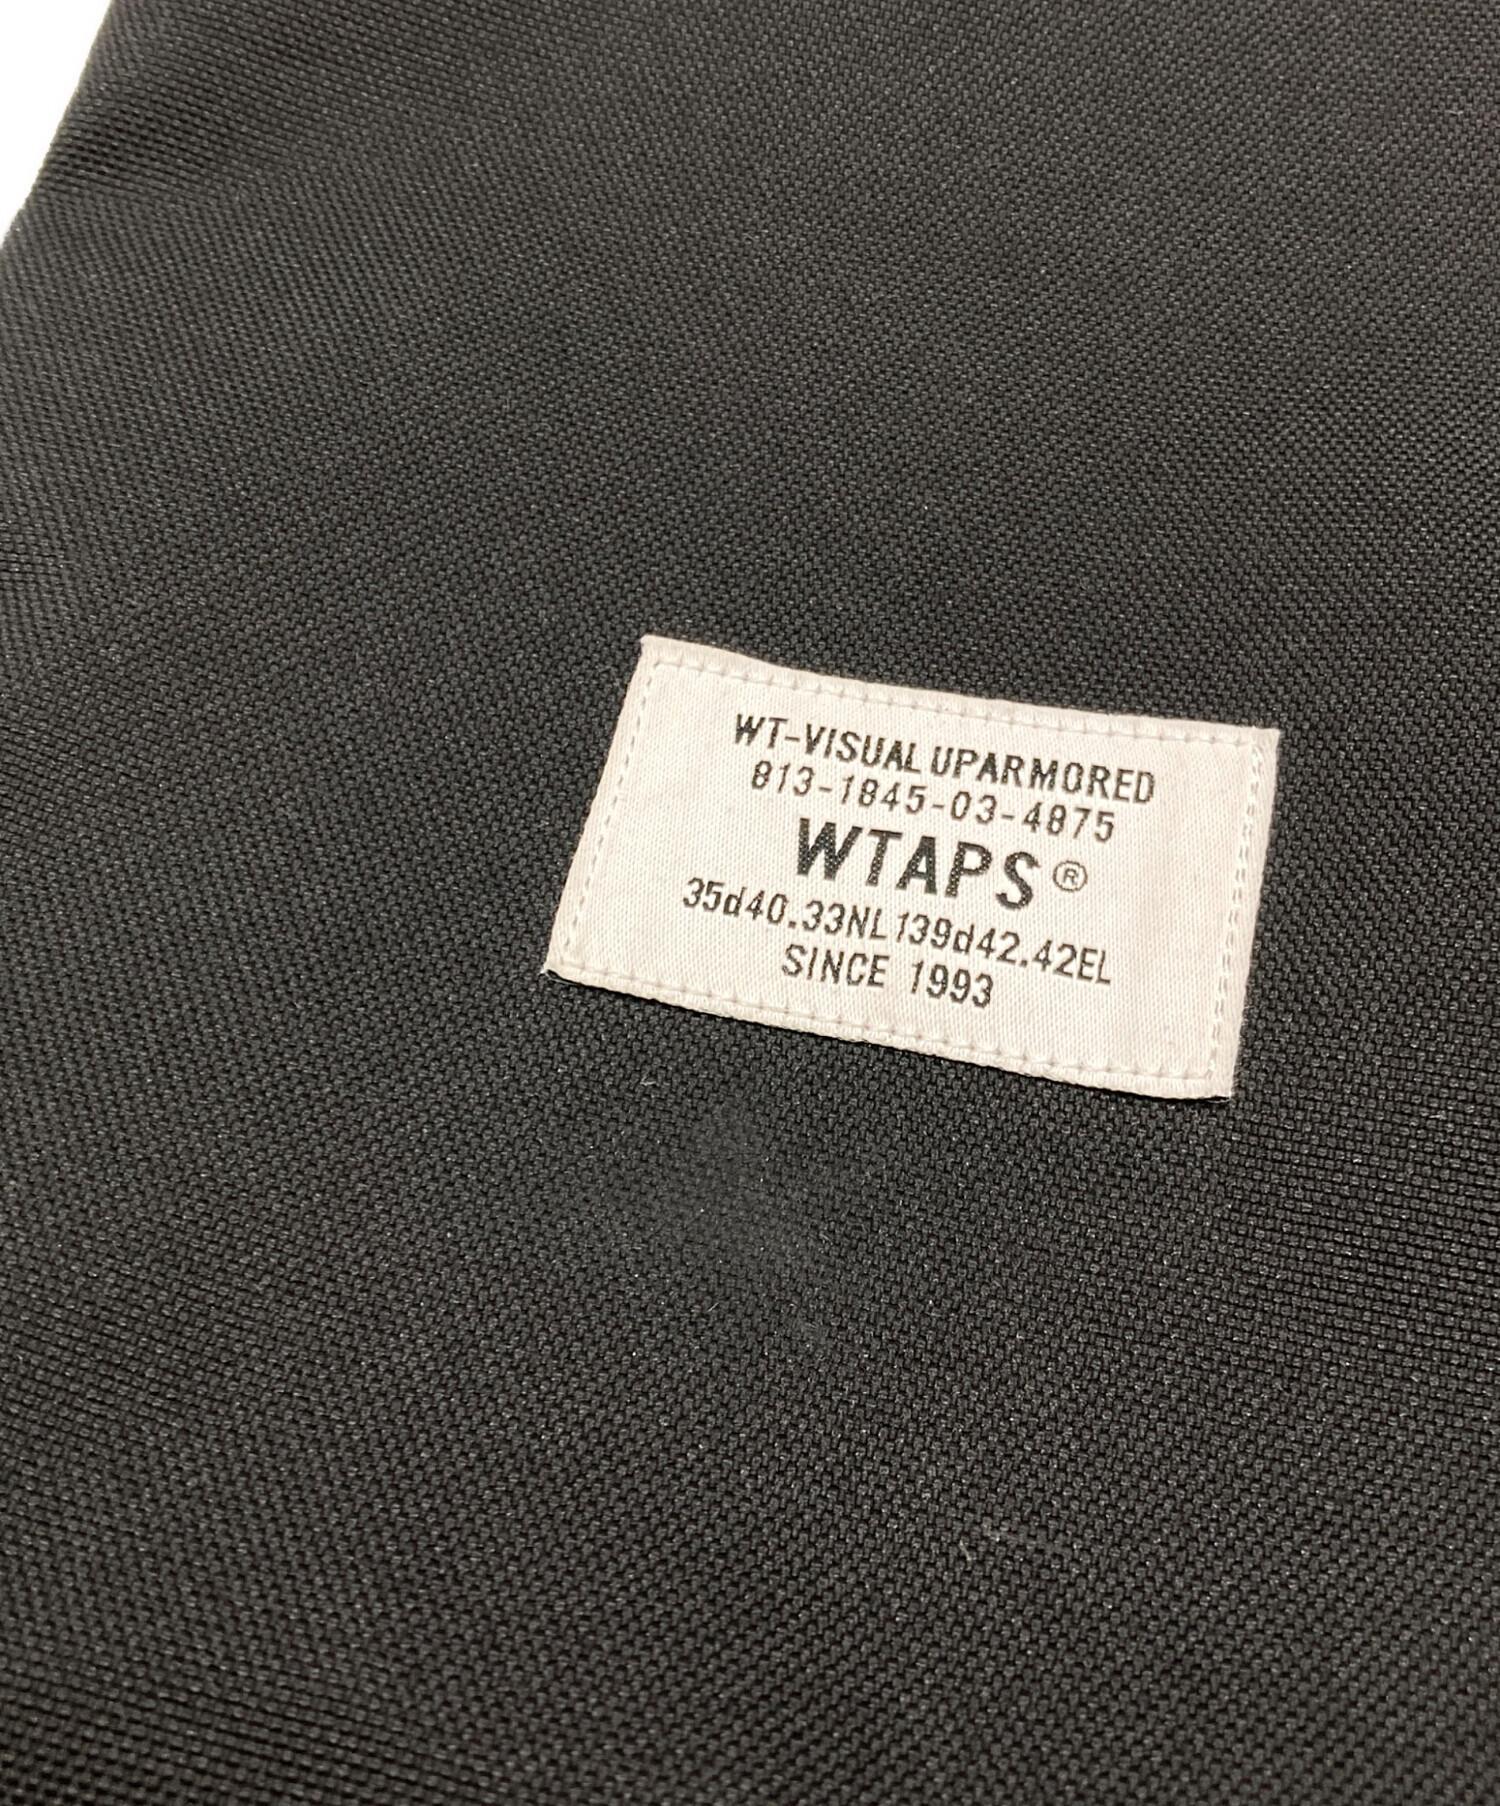 WT-VISUAL UPARMORED
813-1845-03-4875
WTAPS®
35d40.33NL139d42.42EL
SINCE 1993